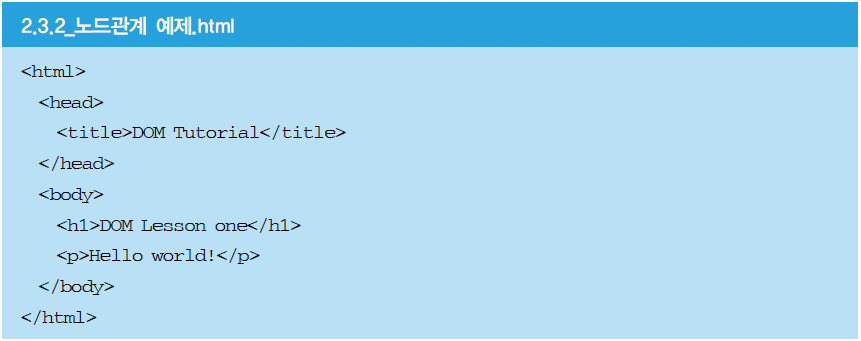 2.3.2_노드관계 예제.html
<html>
  <head>
    <title>DOM Tutorial</title>
  </head>
  <body>
    <h1>DOM Lesson one</h1>
    <p>Hello world!</p>
  </body>
</html>